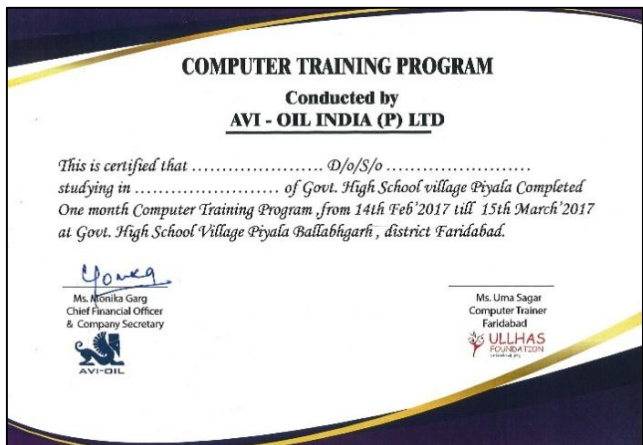 COMPUTER TRAINING PROGRAM
Conducted by
AVI - OIL INDIA (P) LTD
This is certified that ...................... D/o/S/o ........................
studying in ........................ of Govt. High School village Piyala Completed
One month Computer Training Program ,from 14th Feb'2017 till 15th March'2017
at Govt. High School Village Piyala Ballabhgarh , district Faridabad.
Ms. Monika Garg
Chief Financial Officer
& Company Secretary
AVI-OIL
Ms. Uma Sagar
Computer Trainer
Faridabad
ULLHAS
FOUNDATION